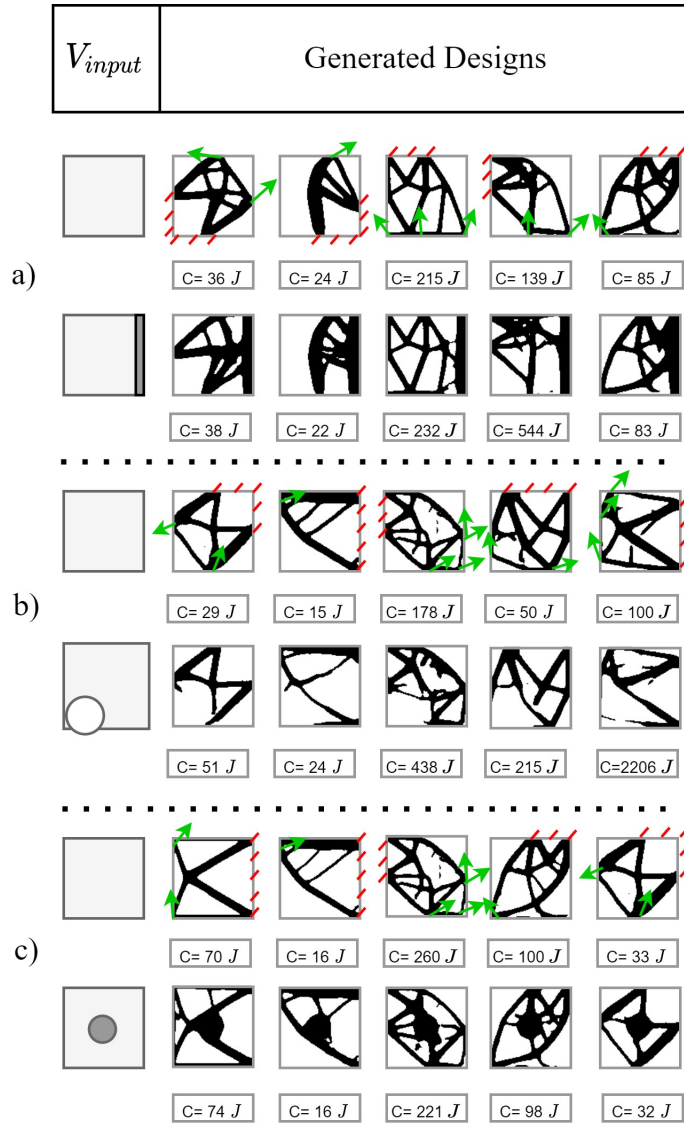 V_input Generated Designs
C= 36 J C= 24 J C= 215 J C= 139 J C= 85 J
a)
C= 38 J C= 22 J C= 232 J C= 544 J C= 83 J
C= 29 J C= 15 J C= 178 J C= 50 J C= 100 J
b)
C= 51 J C= 24 J C= 438 J C= 215 J C=2206 J
C= 70 J C= 16 J C= 260 J C= 100 J C= 33 J
c)
C= 74 J C= 16 J C= 221 J C= 98 J C= 32 J